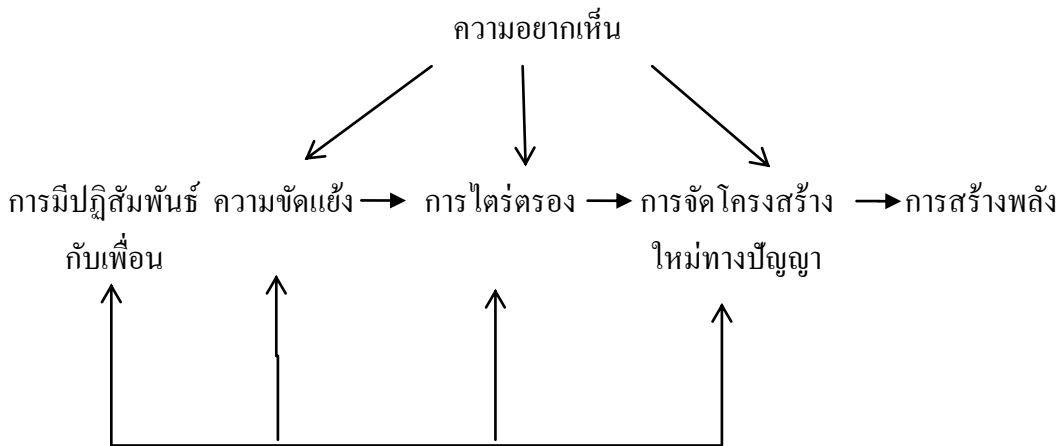 ความอยากเห็น
การมีปฏิสัมพันธ์ ความขัดแย้ง การไตร่ตรอง การจัดโครงสร้าง การสร้างพลัง
กับเพื่อน ใหม่ทางปัญญา